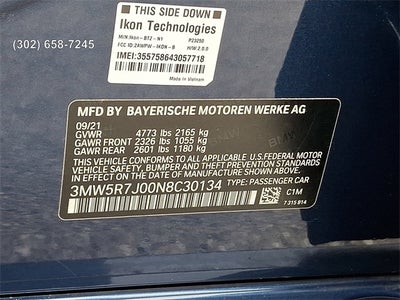 THIS SIDE DOWN
Ikon Technologies
M/N:Ikon-BT2-N1 P23250
FCC ID:2AWPW-IKON-B H/W 2.0.0
IMEI:355758643057718
Made in Vietnam
(302) 658-7245
MFD BY BAYERISCHE MOTOREN WERKE AG
09/21
GVWR 4773 lbs 2165 kg
GAWR FRONT 2326 lbs 1055 kg
GAWR REAR 2601 lbs 1180 kg
THIS VEHICLE CONFORMS TO ALL APPLICABLE U.S. FEDERAL MOTOR
VEHICLE SAFETY, BUMPER, AND THEFT PREVENTION STANDARDS IN
EFFECT ON THE DATE OF MANUFACTURE SHOWN ABOVE.
3MW5R7J00N8C30134 TYPE: PASSENGER CAR
C1M
7 315 814